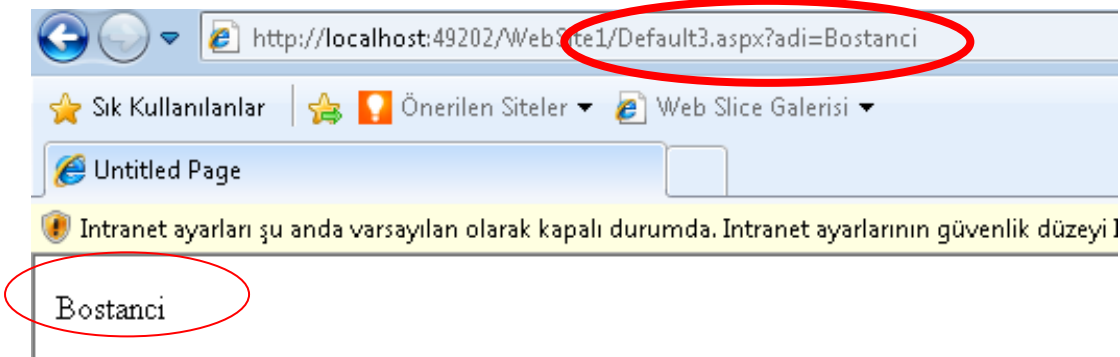 http://localhost:49202/WebSite1/Default3.aspx?adi=Bostanci
Sık Kullanılanlar Önerilen Siteler Web Slice Galerisi
Untitled Page
Intranet ayarları şu anda varsayılan olarak kapalı durumda. Intranet ayarlarının güvenlik düzeyi
Bostanci